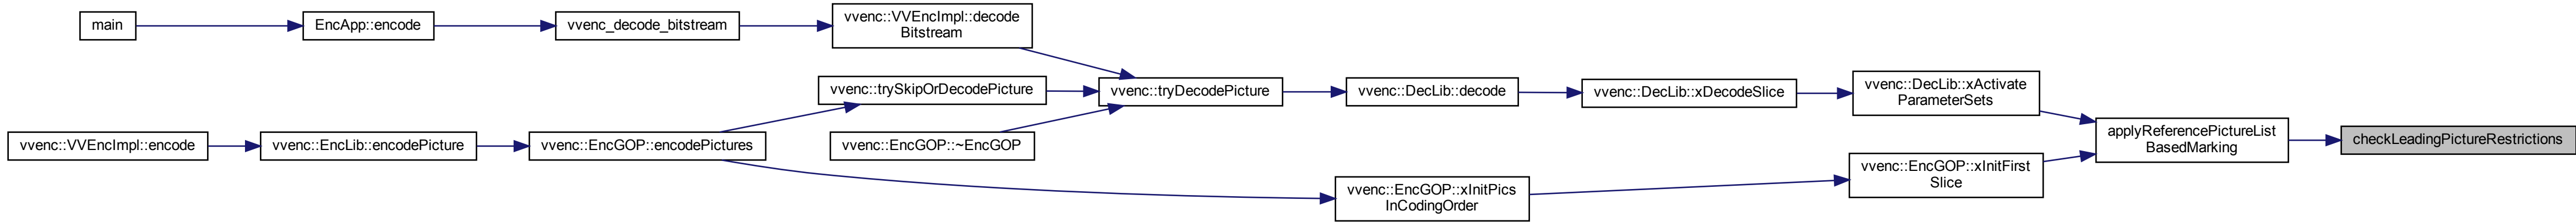 main
EncApp::encode
vvenc_decode_bitstream
vvenc::VVEncImpl::decode
Bitstream
vvenc::trySkipOrDecodePicture
vvenc::tryDecodePicture
vvenc::DecLib::decode
vvenc::DecLib::xDecodeSlice
vvenc::DecLib::xActivate
ParameterSets
vvenc::VVEncImpl::encode
vvenc::EncLib::encodePicture
vvenc::EncGOP::encodePictures
vvenc::EncGOP::~EncGOP
applyReferencePictureList
BasedMarking
checkLeadingPictureRestrictions
vvenc::EncGOP::xInitPics
InCodingOrder
vvenc::EncGOP::xInitFirst
Slice